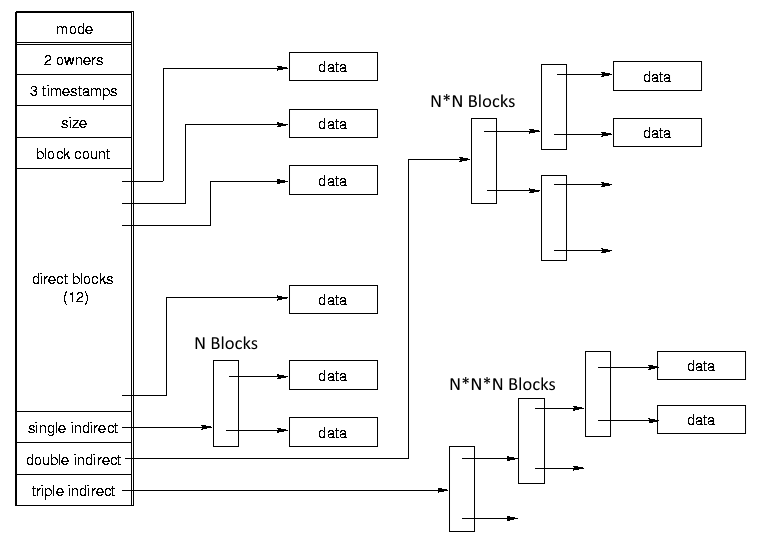 mode
2 owners
3 timestamps
size
block count
direct blocks
(12)
single indirect
double indirect
triple indirect
data
data
data
data
N Blocks
data
data
N*N Blocks
data
data
N*N*N Blocks
data
data